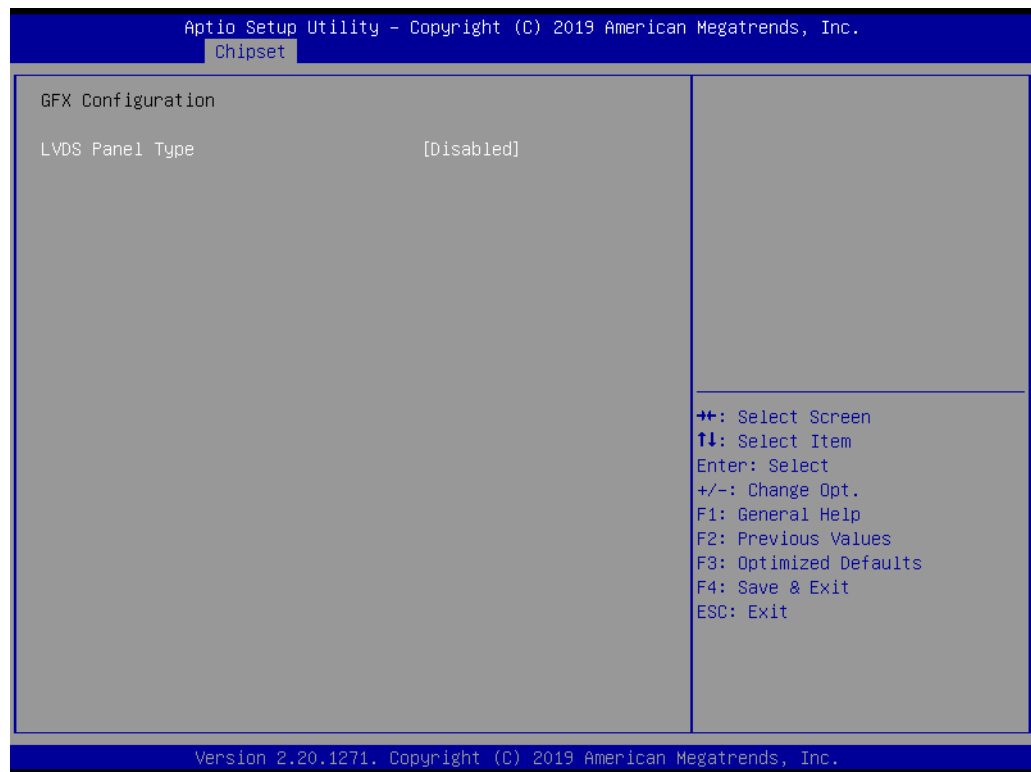 Aptio Setup Utility – Copyright (C) 2019 American Megatrends, Inc.
Chipset
GFX Configuration
LVDS Panel Type [Disabled]
→←: Select Screen
↑↓: Select Item
Enter: Select
+/-: Change Opt.
F1: General Help
F2: Previous Values
F3: Optimized Defaults
F4: Save & Exit
ESC: Exit
Version 2.20.1271. Copyright (C) 2019 American Megatrends, Inc.